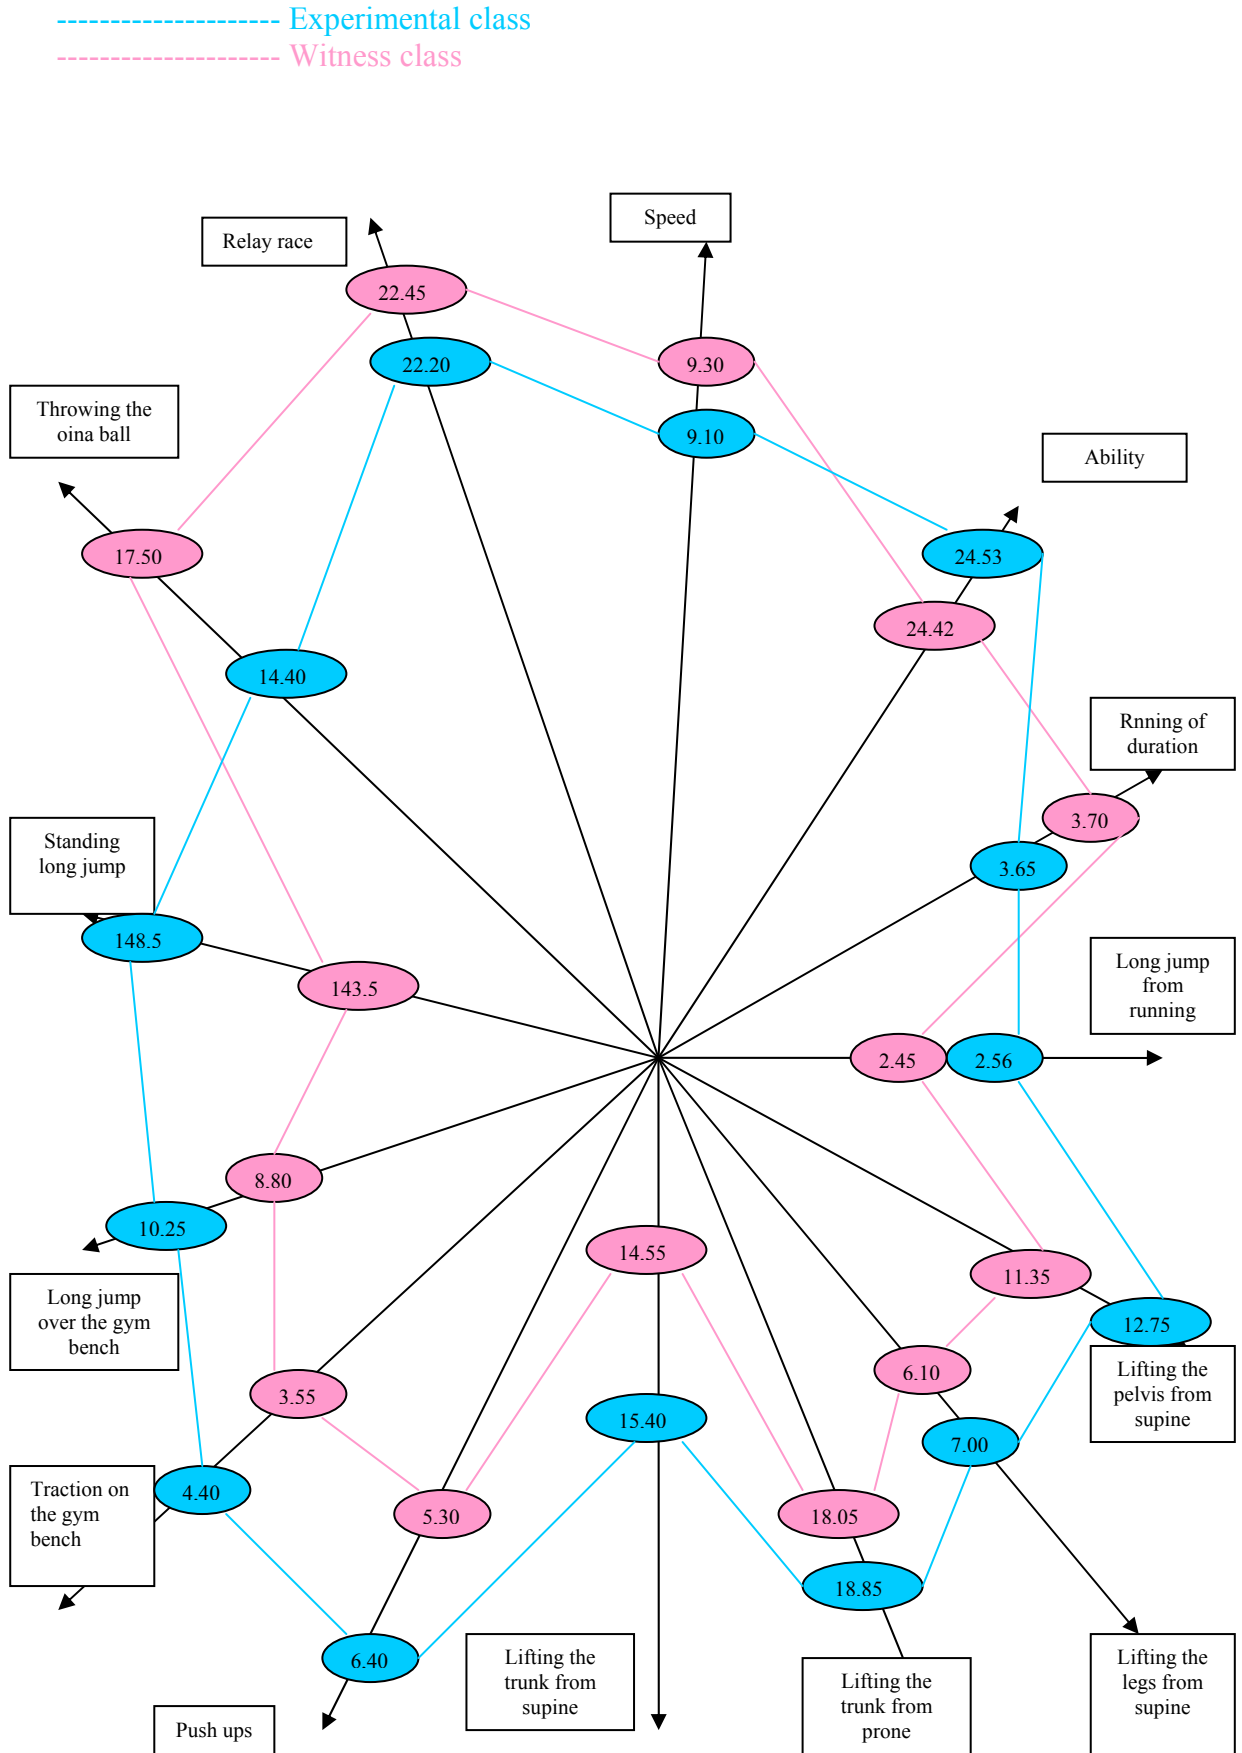 --------------------- Experimental class
--------------------- Witness class
Speed
Relay race
22.45
9.30
22.20
Throwing the
oina ball
9.10
Ability
17.50
24.53
24.42
14.40
Rnning of
duration
3.70
Standing
long jump
3.65
148.5
143.5
Long jump
from
running
2.45
2.56
8.80
10.25
14.55
11.35
Long jump
over the gym
bench
12.75
6.10
Lifting the
pelvis from
supine
3.55
15.40
7.00
Traction on
the gym
bench
4.40
5.30
18.05
18.85
6.40
Lifting the
trunk from
supine
Lifting the
trunk from
prone
Lifting the
legs from
supine
Push ups